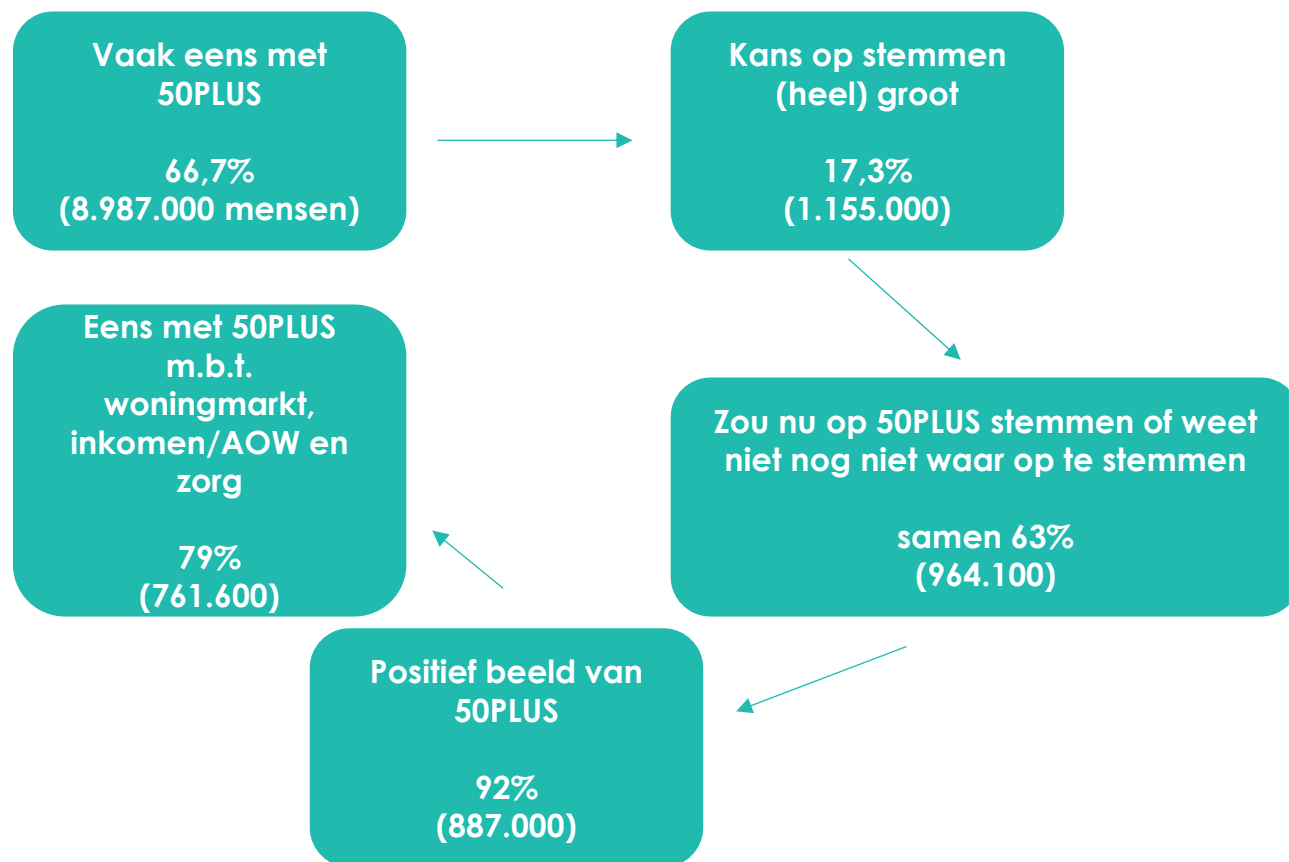 Vaak eens met
50PLUS
66,7%
(8.987.000 mensen)
Kans op stemmen
(heel) groot
17,3%
(1.155.000)
Zou nu op 50PLUS stemmen of weet
niet nog niet waar op te stemmen
samen 63%
(964.100)
Positief beeld van
50PLUS
92%
(887.000)
Eens met 50PLUS
m.b.t.
woningmarkt,
inkomen/AOW en
zorg
79%
(761.600)